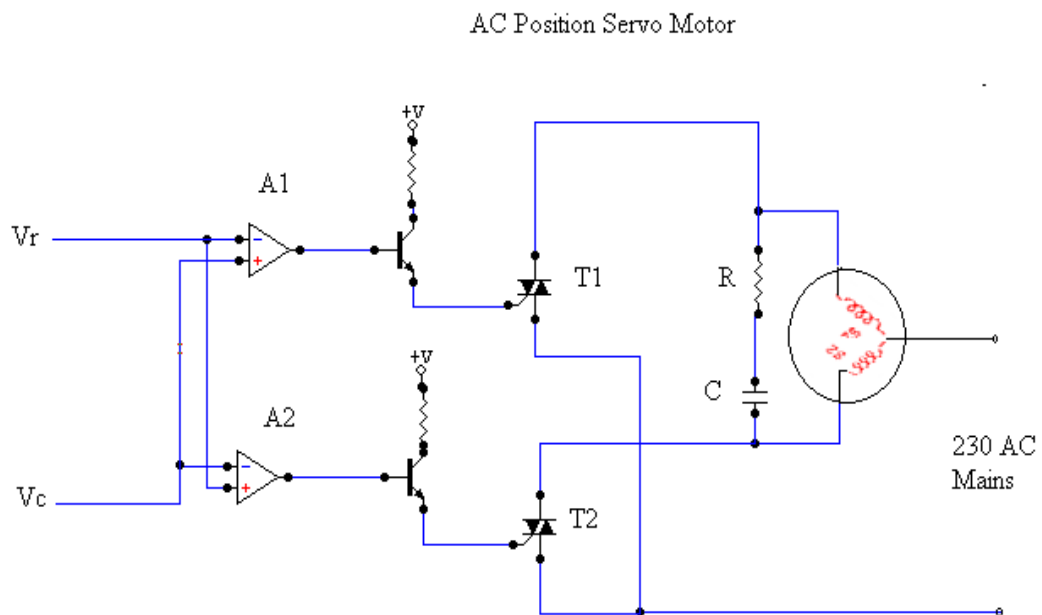 AC Position Servo Motor
+V
A1
Vr
- +
T1
R
+V
C
A2
- +
Vc
T2
230 AC
Mains